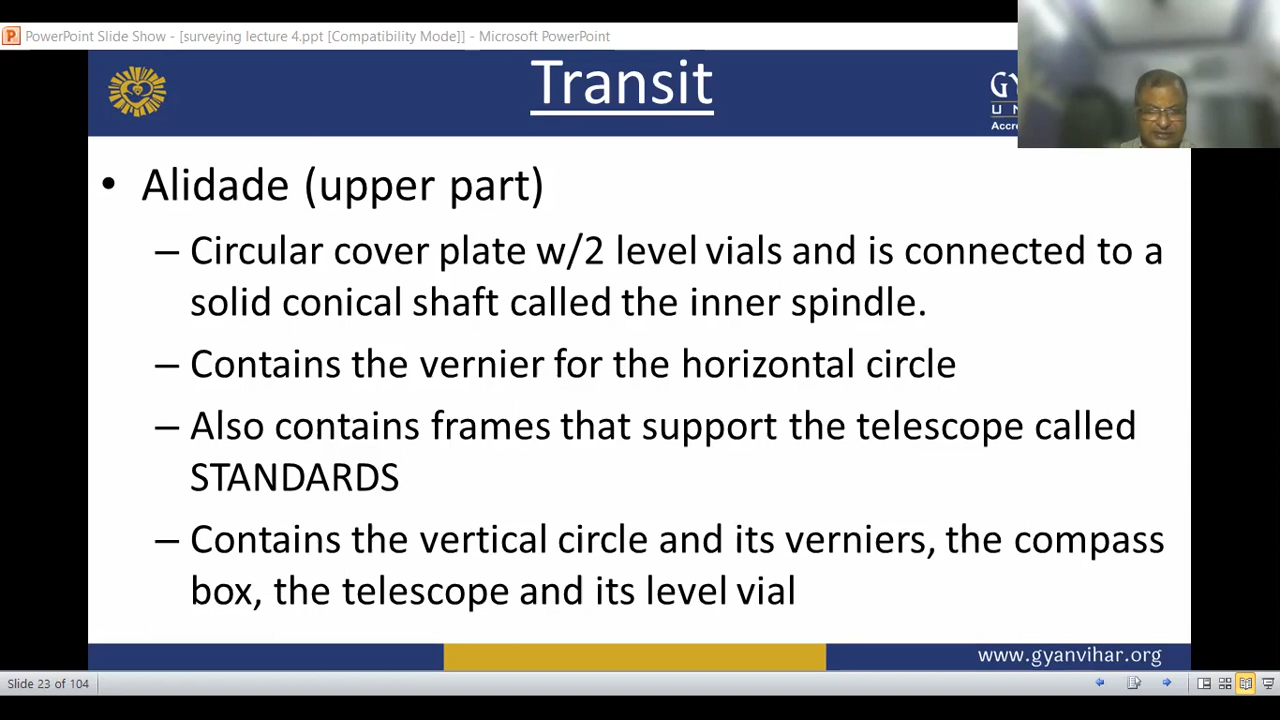 PowerPoint Slide Show - [surveying lecture 4.ppt [Compatibility Mode]] - Microsoft PowerPoint
Transit
• Alidade (upper part)
– Circular cover plate w/2 level vials and is connected to a
solid conical shaft called the inner spindle.
– Contains the vernier for the horizontal circle
– Also contains frames that support the telescope called
STANDARDS
– Contains the vertical circle and its verniers, the compass
box, the telescope and its level vial
www.gyanvihar.org
Slide 23 of 104